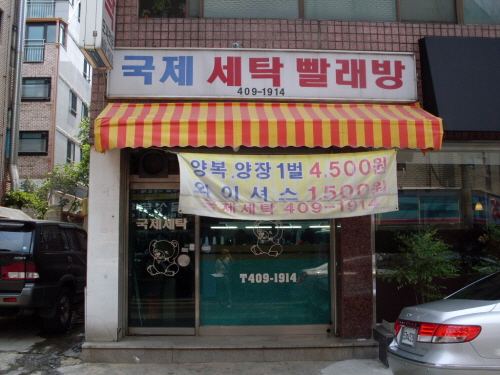 국제 세탁 빨래방
409-1914
양복.양장 1벌 4.500원
와이셔스 1500원
국제세탁 409-1914
국제세탁
T409-1914